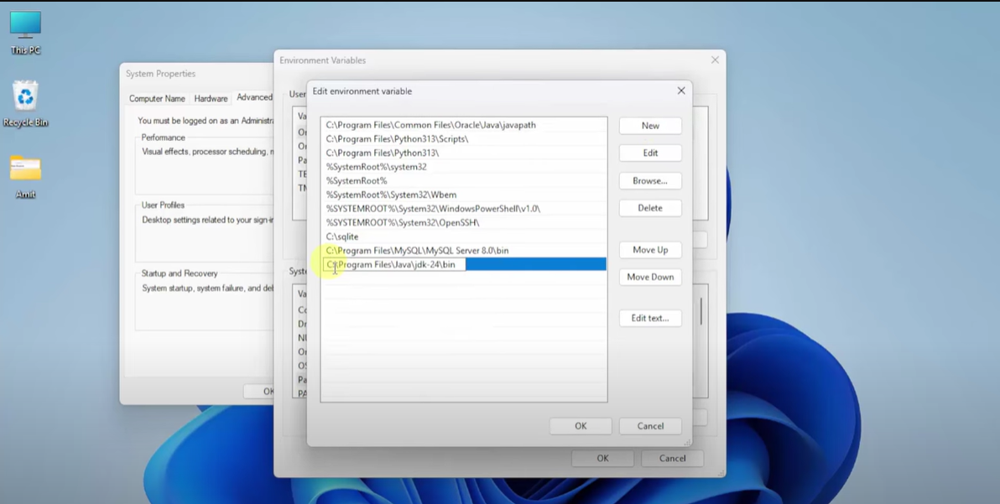 This PC
Recycle Bin
Amit
System Properties
Computer Name
Hardware
Advanced
You must be logged on as an Administra
Performance
Visual effects, processor scheduling, m
User Profiles
Desktop settings related to your sign-in
Startup and Recovery
System startup, system failure, and deb
OK
Environment Variables
User
Va
Or
Or
Pa
TE
TN
Syste
Va
Co
Dr
NU
Or
OS
Pa
PA
OK
Cancel
Edit environment variable
C:\Program Files\Common Files\Oracle\Java\javapath
C:\Program Files\Python313\Scripts\
C:\Program Files\Python313\
%SystemRoot%\system32
%SystemRoot%
%SystemRoot%\System32\Wbem
%SYSTEMROOT%\System32\WindowsPowerShell\v1.0\
%SYSTEMROOT%\System32\OpenSSH\
C:\sqlite
C:\Program Files\MySQL\MySQL Server 8.0\bin
C:\Program Files\Java\jdk-24\bin
New
Edit
Browse...
Delete
Move Up
Move Down
Edit text...
OK
Cancel